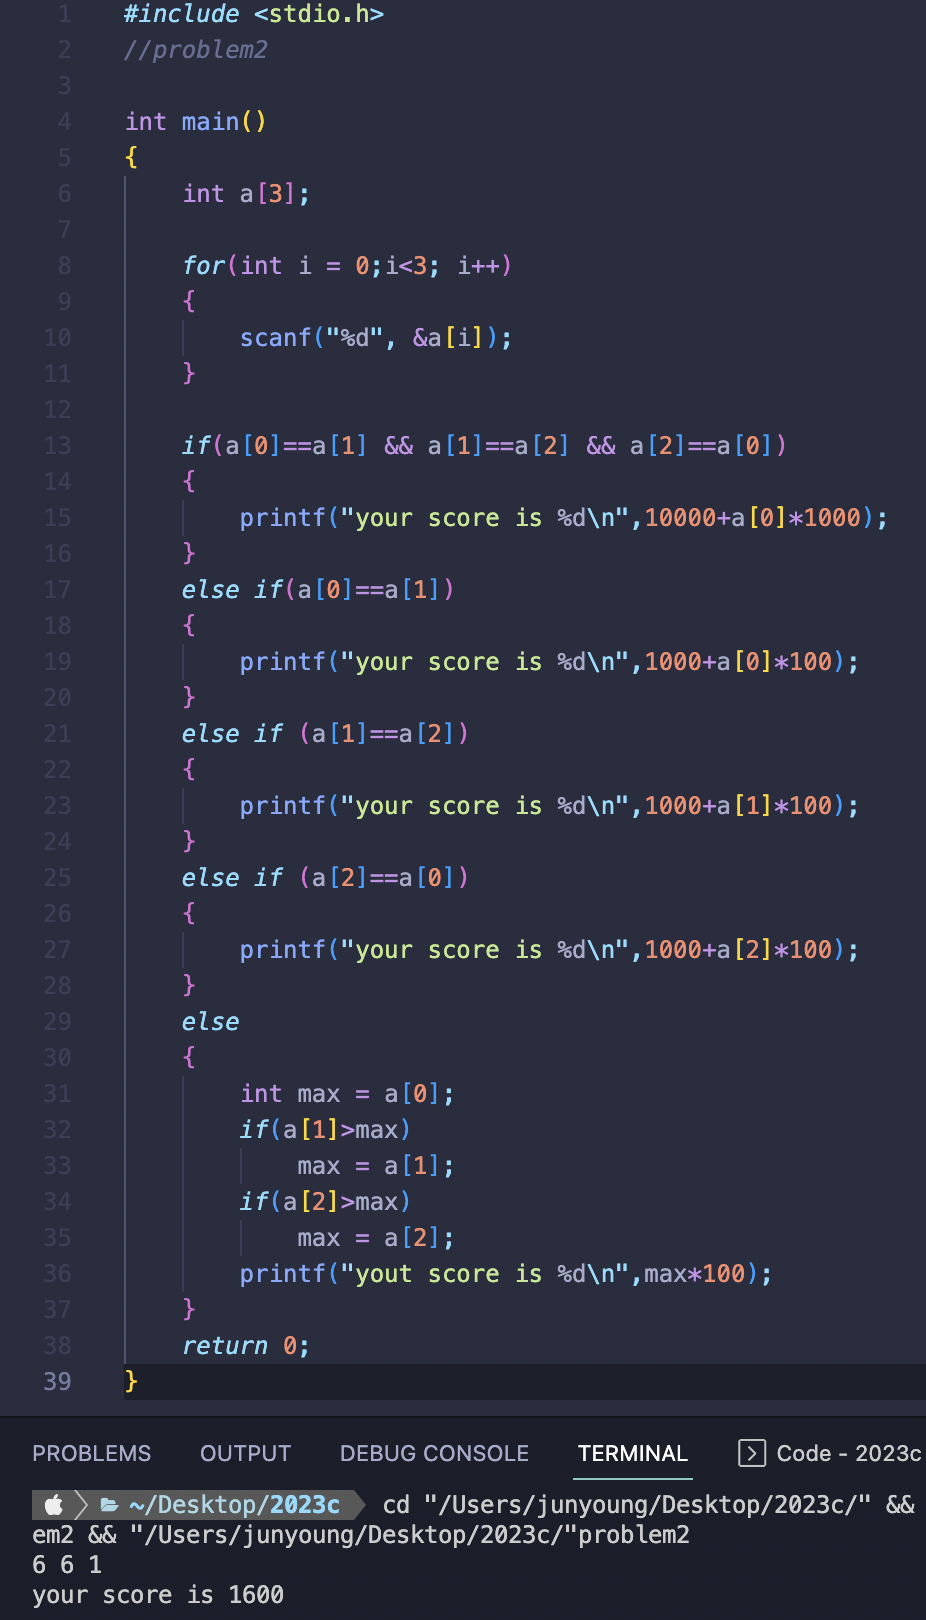 1 #include <stdio.h>
2 //problem2
3
4 int main()
5 {
6     int a[3];
7
8     for(int i = 0;i<3; i++)
9     {
10         scanf("%d", &a[i]);
11     }
12
13     if(a[0]==a[1] && a[1]==a[2] && a[2]==a[0])
14     {
15         printf("your score is %d\n",10000+a[0]*1000);
16     }
17     else if(a[0]==a[1])
18     {
19         printf("your score is %d\n",1000+a[0]*100);
20     }
21     else if (a[1]==a[2])
22     {
23         printf("your score is %d\n",1000+a[1]*100);
24     }
25     else if (a[2]==a[0])
26     {
27         printf("your score is %d\n",1000+a[2]*100);
28     }
29     else
30     {
31         int max = a[0];
32         if(a[1]>max)
33             max = a[1];
34         if(a[2]>max)
35             max = a[2];
36         printf("yout score is %d\n",max*100);
37     }
38     return 0;
39 }
PROBLEMS OUTPUT DEBUG CONSOLE TERMINAL Code - 2023c
~/Desktop/2023c cd "/Users/junyoung/Desktop/2023c/" &&
em2 && "/Users/junyoung/Desktop/2023c/"problem2
6 6 1
your score is 1600